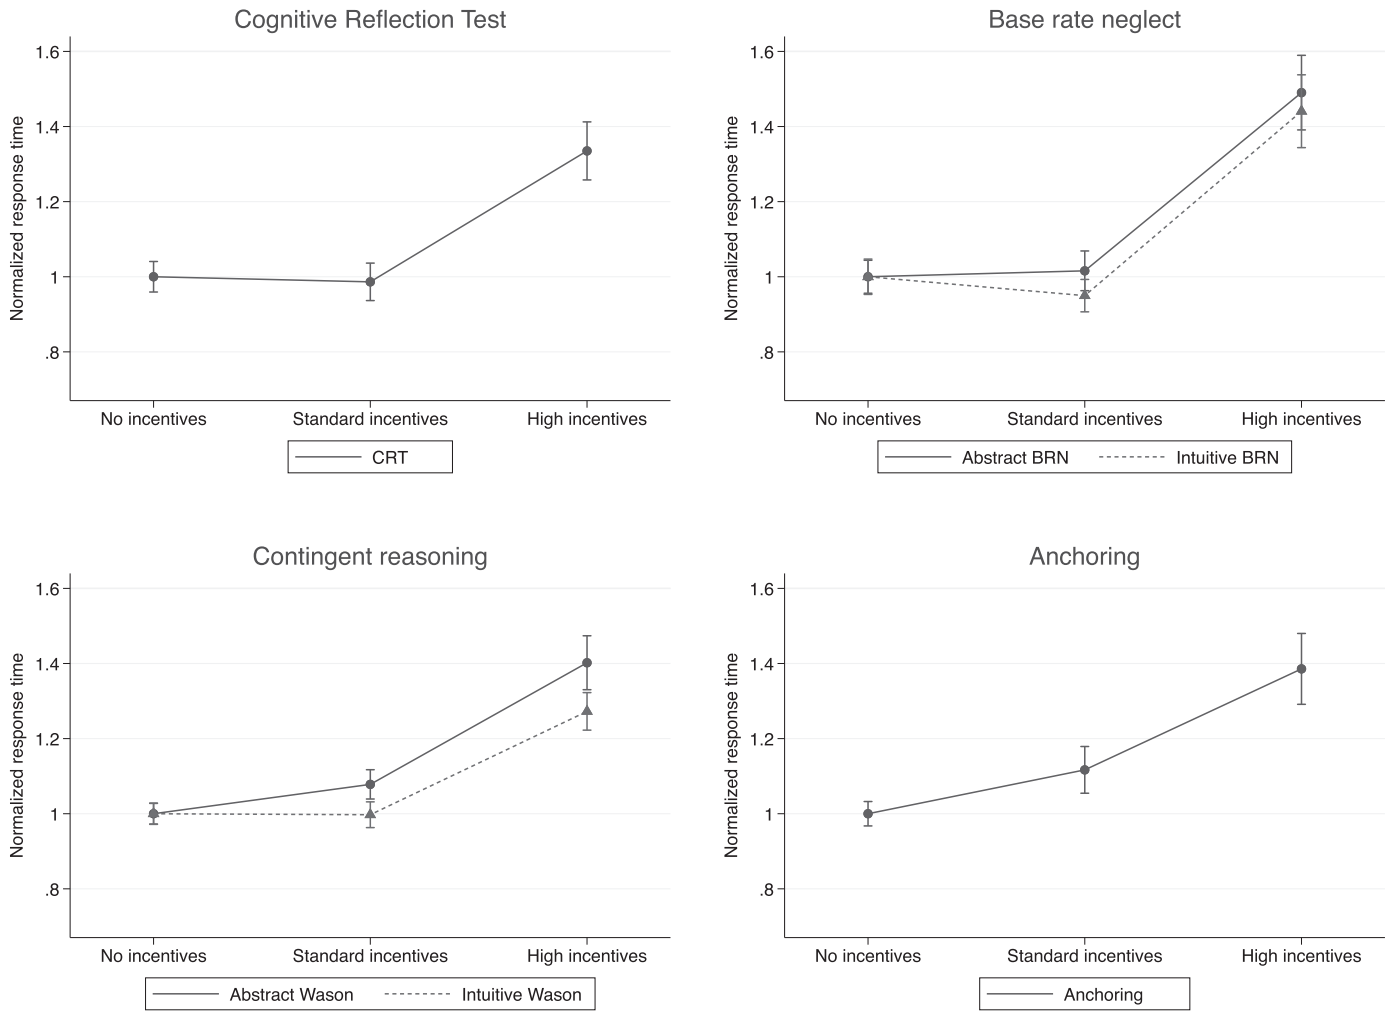 Cognitive Reflection Test
Normalized response time
1.6
1.4
1.2
1
.8
No incentives Standard incentives High incentives
CRT
Base rate neglect
Normalized response time
1.6
1.4
1.2
1
.8
No incentives Standard incentives High incentives
Abstract BRN Intuitive BRN
Contingent reasoning
Normalized response time
1.6
1.4
1.2
1
.8
No incentives Standard incentives High incentives
Abstract Wason Intuitive Wason
Anchoring
Normalized response time
1.6
1.4
1.2
1
.8
No incentives Standard incentives High incentives
Anchoring